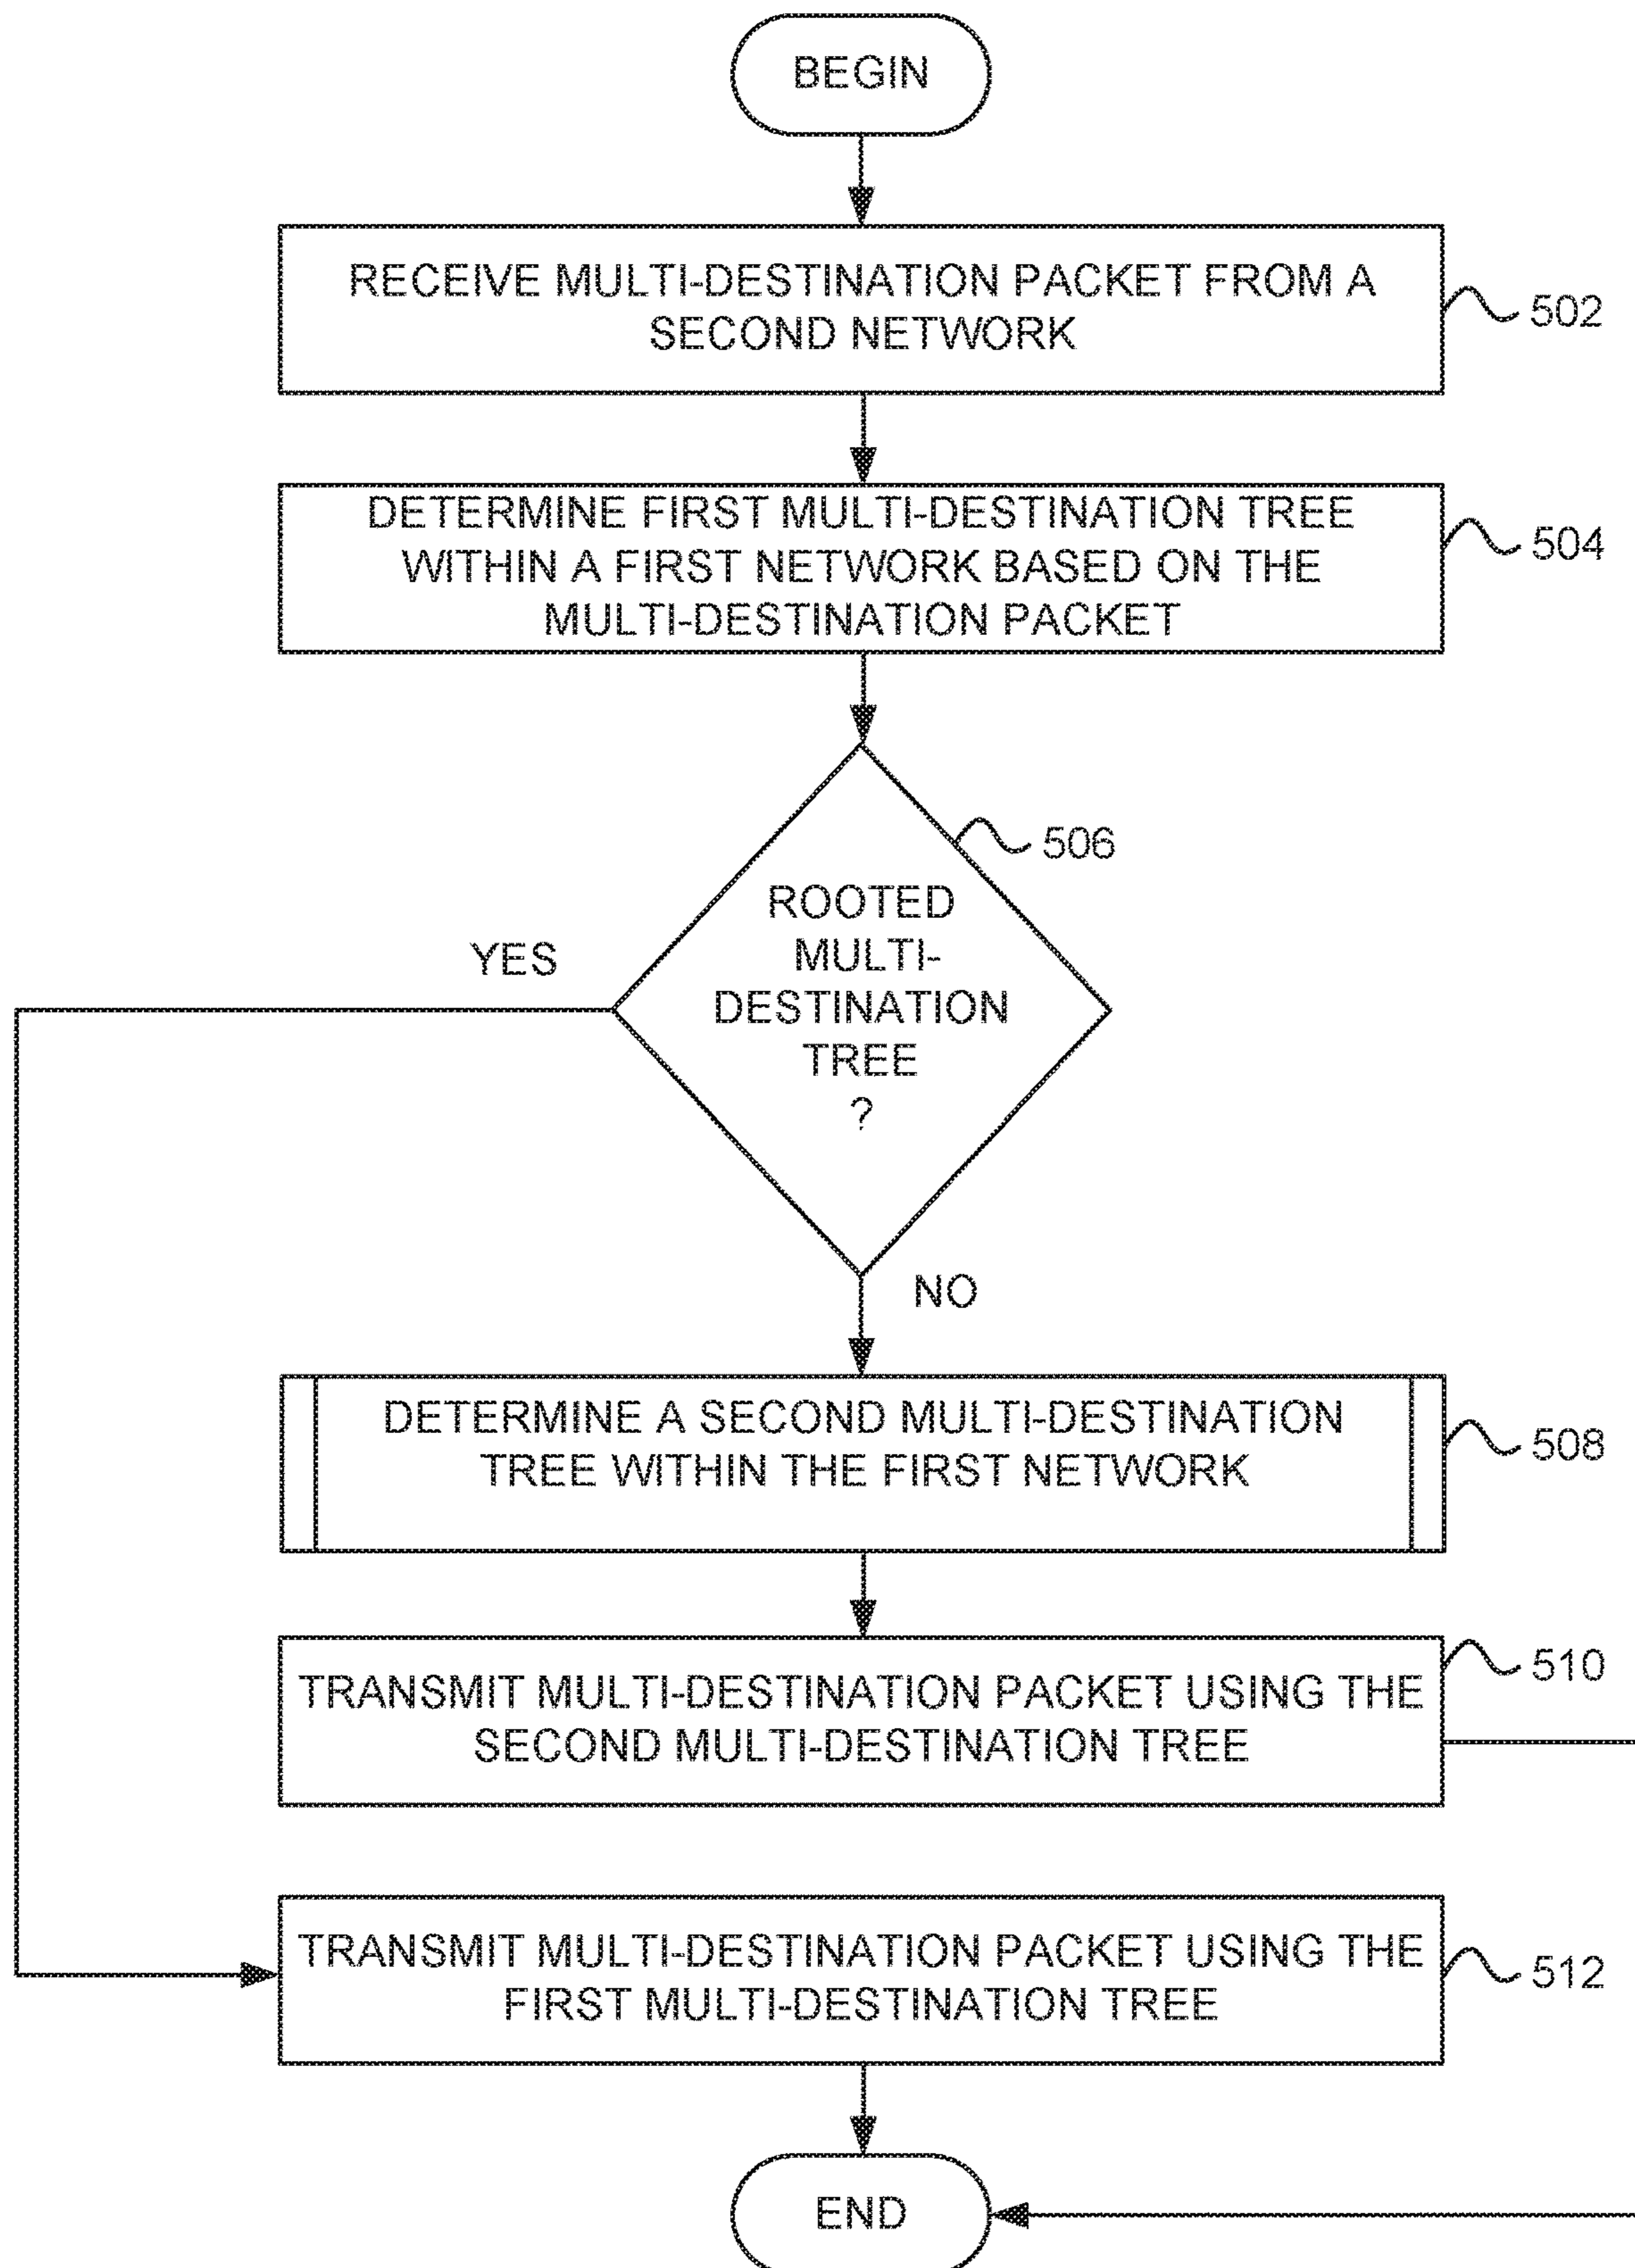 BEGIN
RECEIVE MULTI-DESTINATION PACKET FROM A
SECOND NETWORK
502
DETERMINE FIRST MULTI-DESTINATION TREE
WITHIN A FIRST NETWORK BASED ON THE
MULTI-DESTINATION PACKET
504
506
ROOTED
MULTI-
DESTINATION
TREE
?
YES
NO
DETERMINE A SECOND MULTI-DESTINATION
TREE WITHIN THE FIRST NETWORK
508
TRANSMIT MULTI-DESTINATION PACKET USING THE
SECOND MULTI-DESTINATION TREE
510
TRANSMIT MULTI-DESTINATION PACKET USING THE
FIRST MULTI-DESTINATION TREE
512
END